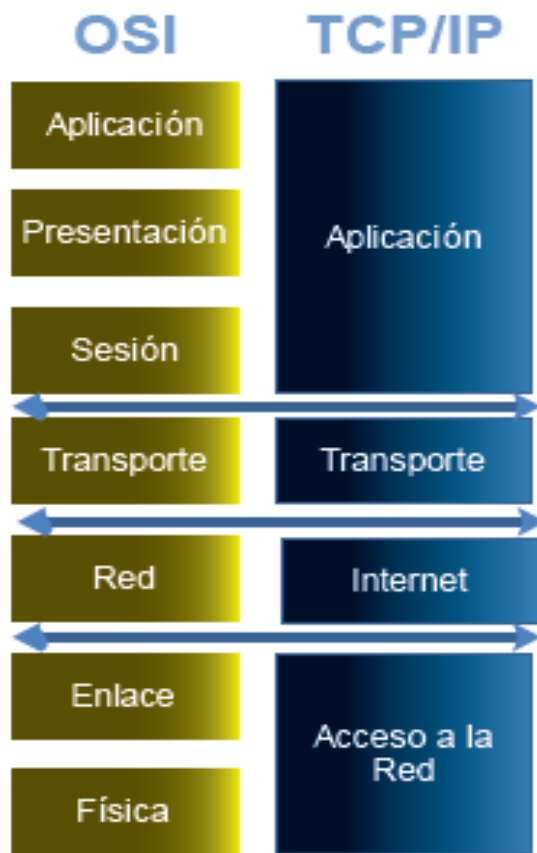 OSI
TCP/IP
Aplicación
Presentación
Sesión
Transporte
Red
Enlace
Física
Aplicación
Transporte
Internet
Acceso a la
Red